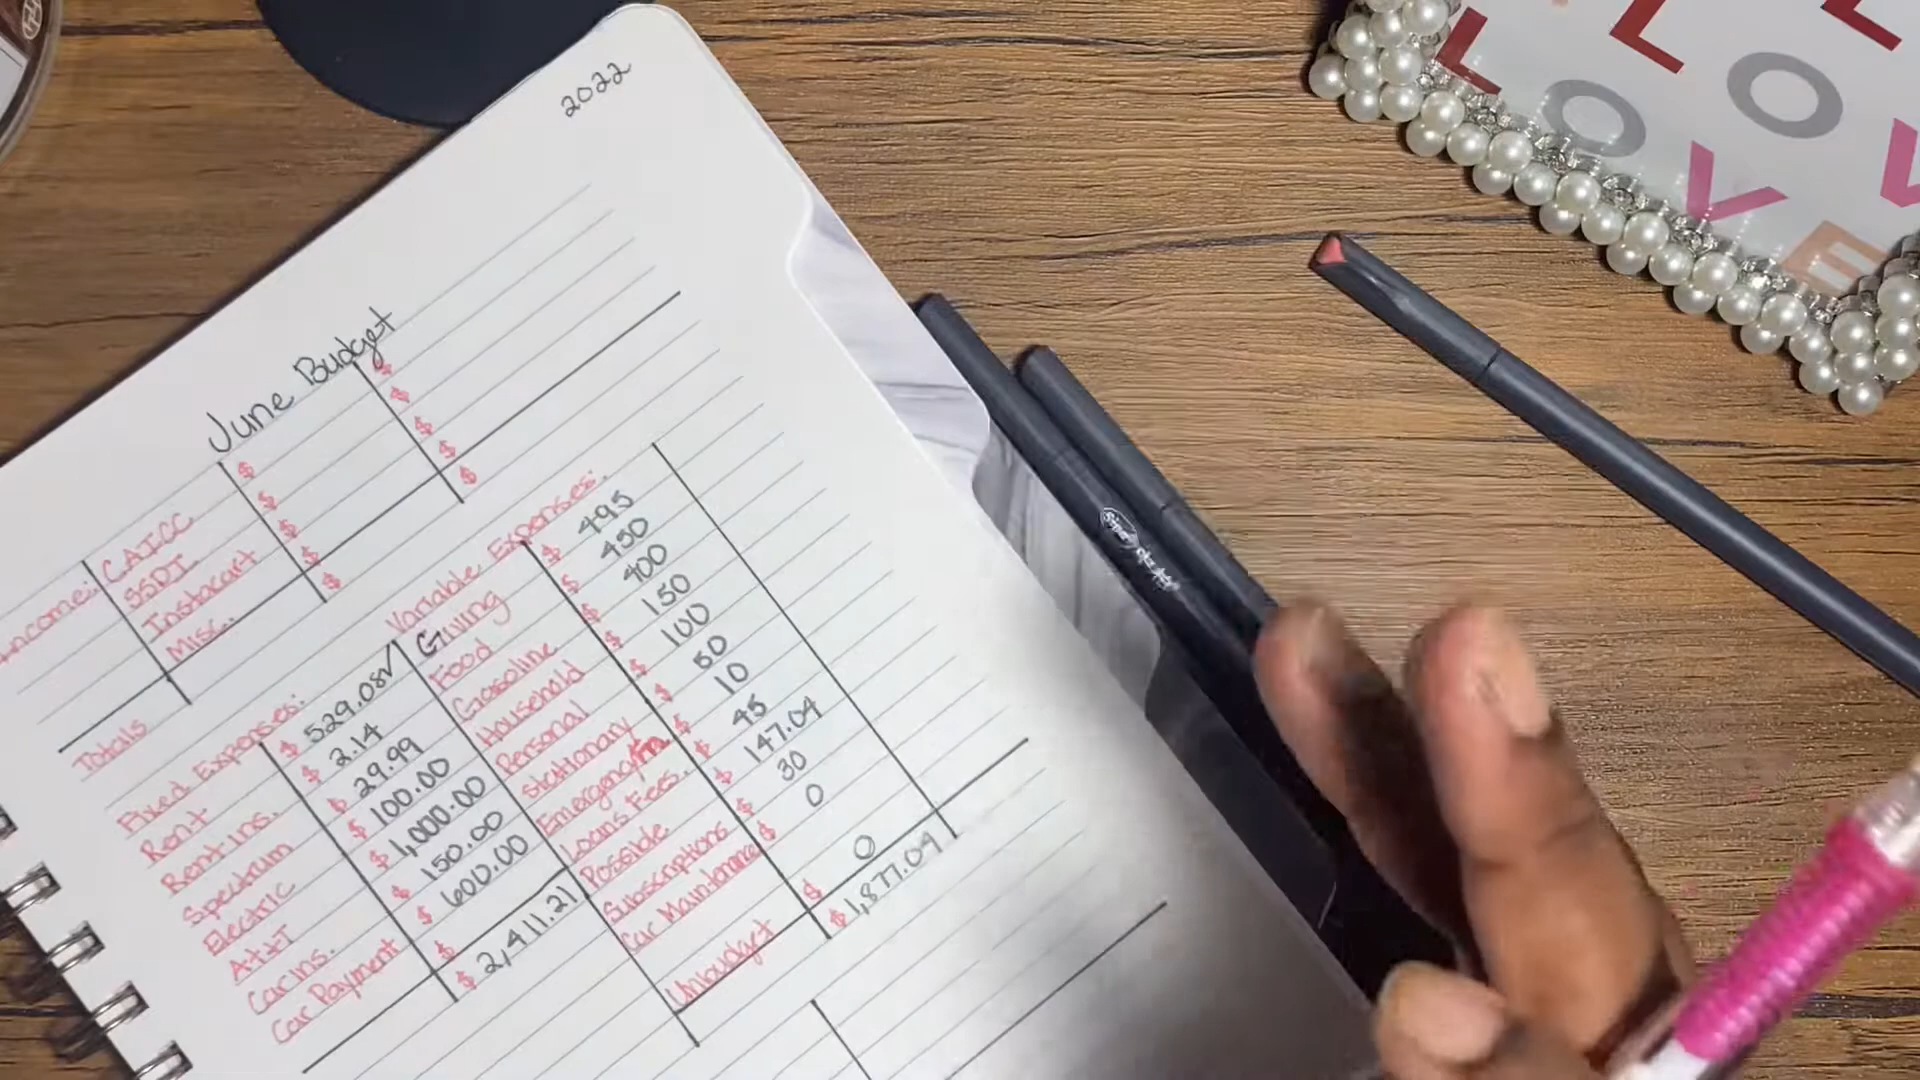 2022
June Budget
Income: CAICC $ $
SSDI $ $
Instacart $ $
Misc. $ $
Totals $ $
Fixed Expenses: Variable Expenses:
Rent $ 529.08✓ Giving $ 495
Rent Ins. $ 2.14 Food $ 450
Spectrum $ 29.99 Gasoline $ 400
Electric $ 100.00 Household $ 150
AT&T $ 1,000.00 Personal $ 100
Car Ins. $ 150.00 Stationary $ 50
Car Payment $ 600.00 Emergency $ 10
$ 2,411.21 Loans Fees. $ 45
Possible $ 147.04
Subscriptions $ 30
Car Maintenance $ 0
Unbudget $ 0
$ 1,877.04
L L
L O V
O V
V E